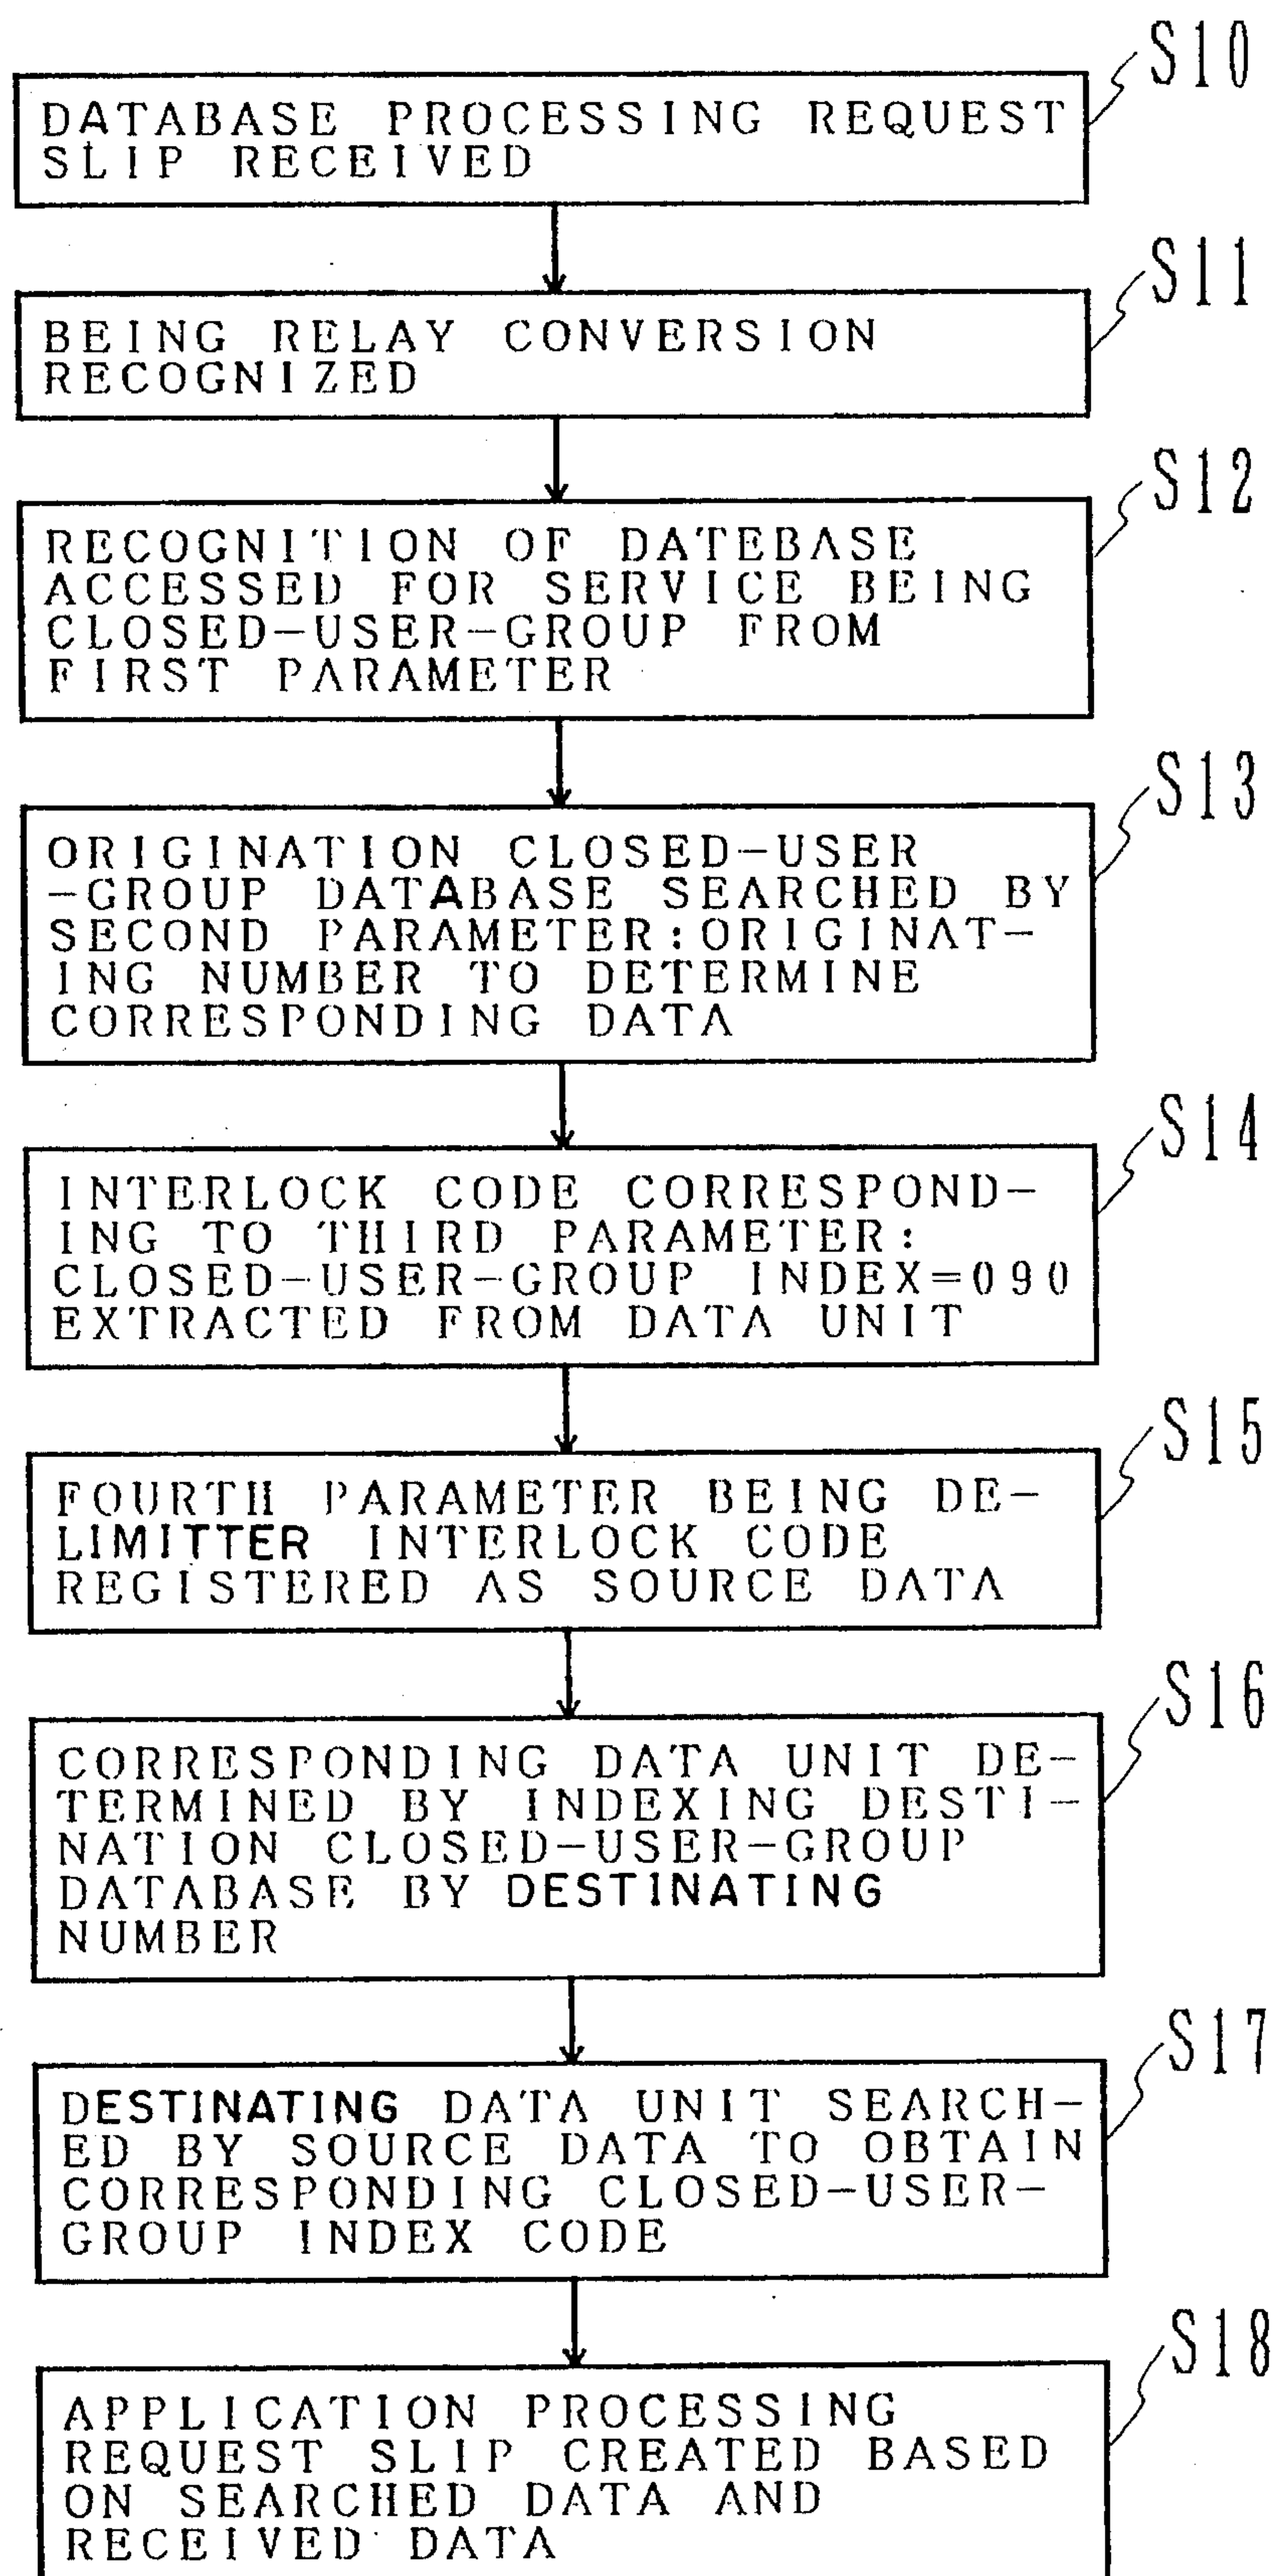 S10
DATABASE PROCESSING REQUEST
SLIP RECEIVED
S11
BEING RELAY CONVERSION
RECOGNIZED
S12
RECOGNITION OF DATEBASE
ACCESSED FOR SERVICE BEING
CLOSED-USER-GROUP FROM
FIRST PARAMETER
S13
ORIGINATION CLOSED-USER
-GROUP DATABASE SEARCHED BY
SECOND PARAMETER:ORIGINAT-
ING NUMBER TO DETERMINE
CORRESPONDING DATA
S14
INTERLOCK CODE CORRESPOND-
ING TO THIRD PARAMETER:
CLOSED-USER-GROUP INDEX=090
EXTRACTED FROM DATA UNIT
S15
FOURTH PARAMETER BEING DE-
LIMITTER INTERLOCK CODE
REGISTERED AS SOURCE DATA
S16
CORRESPONDING DATA UNIT DE-
TERMINED BY INDEXING DESTI-
NATION CLOSED-USER-GROUP
DATABASE BY DESTINATING
NUMBER
S17
DESTINATING DATA UNIT SEARCH-
ED BY SOURCE DATA TO OBTAIN
CORRESPONDING CLOSED-USER-
GROUP INDEX CODE
S18
APPLICATION PROCESSING
REQUEST SLIP CREATED BASED
ON SEARCHED DATA AND
RECEIVED DATA